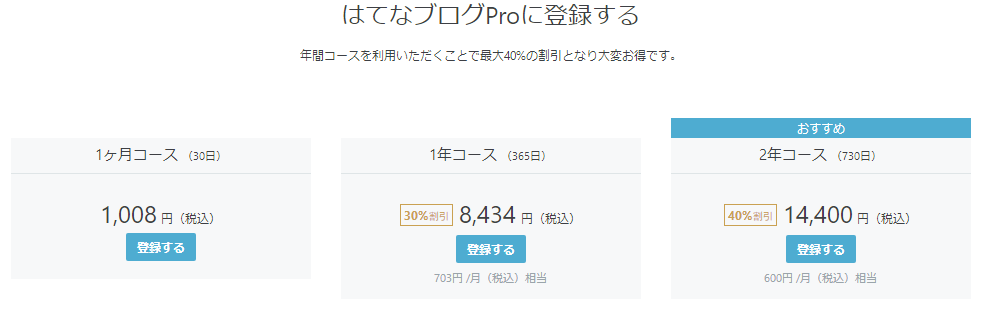 はてなブログProに登録する
年間コースを利用いただくことで最大40%の割引となり大変お得です。
1ヶ月コース（30日）
1,008 円（税込）
登録する
1年コース（365日）
30%割引 8,434 円（税込）
登録する
703円 /月（税込）相当
おすすめ
2年コース（730日）
40%割引 14,400 円（税込）
登録する
600円 /月（税込）相当